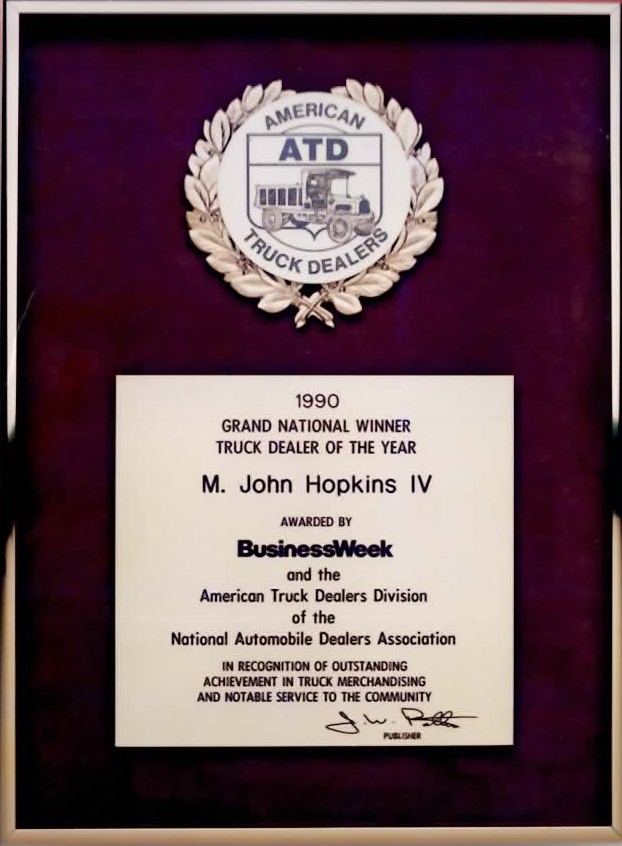 AMERICAN
ATD
TRUCK DEALERS
1990
GRAND NATIONAL WINNER
TRUCK DEALER OF THE YEAR
M. John Hopkins IV
AWARDED BY
BusinessWeek
and the
American Truck Dealers Division
of the
National Automobile Dealers Association
IN RECOGNITION OF OUTSTANDING
ACHIEVEMENT IN TRUCK MERCHANDISING
AND NOTABLE SERVICE TO THE COMMUNITY
J. W.
PUBLISHER